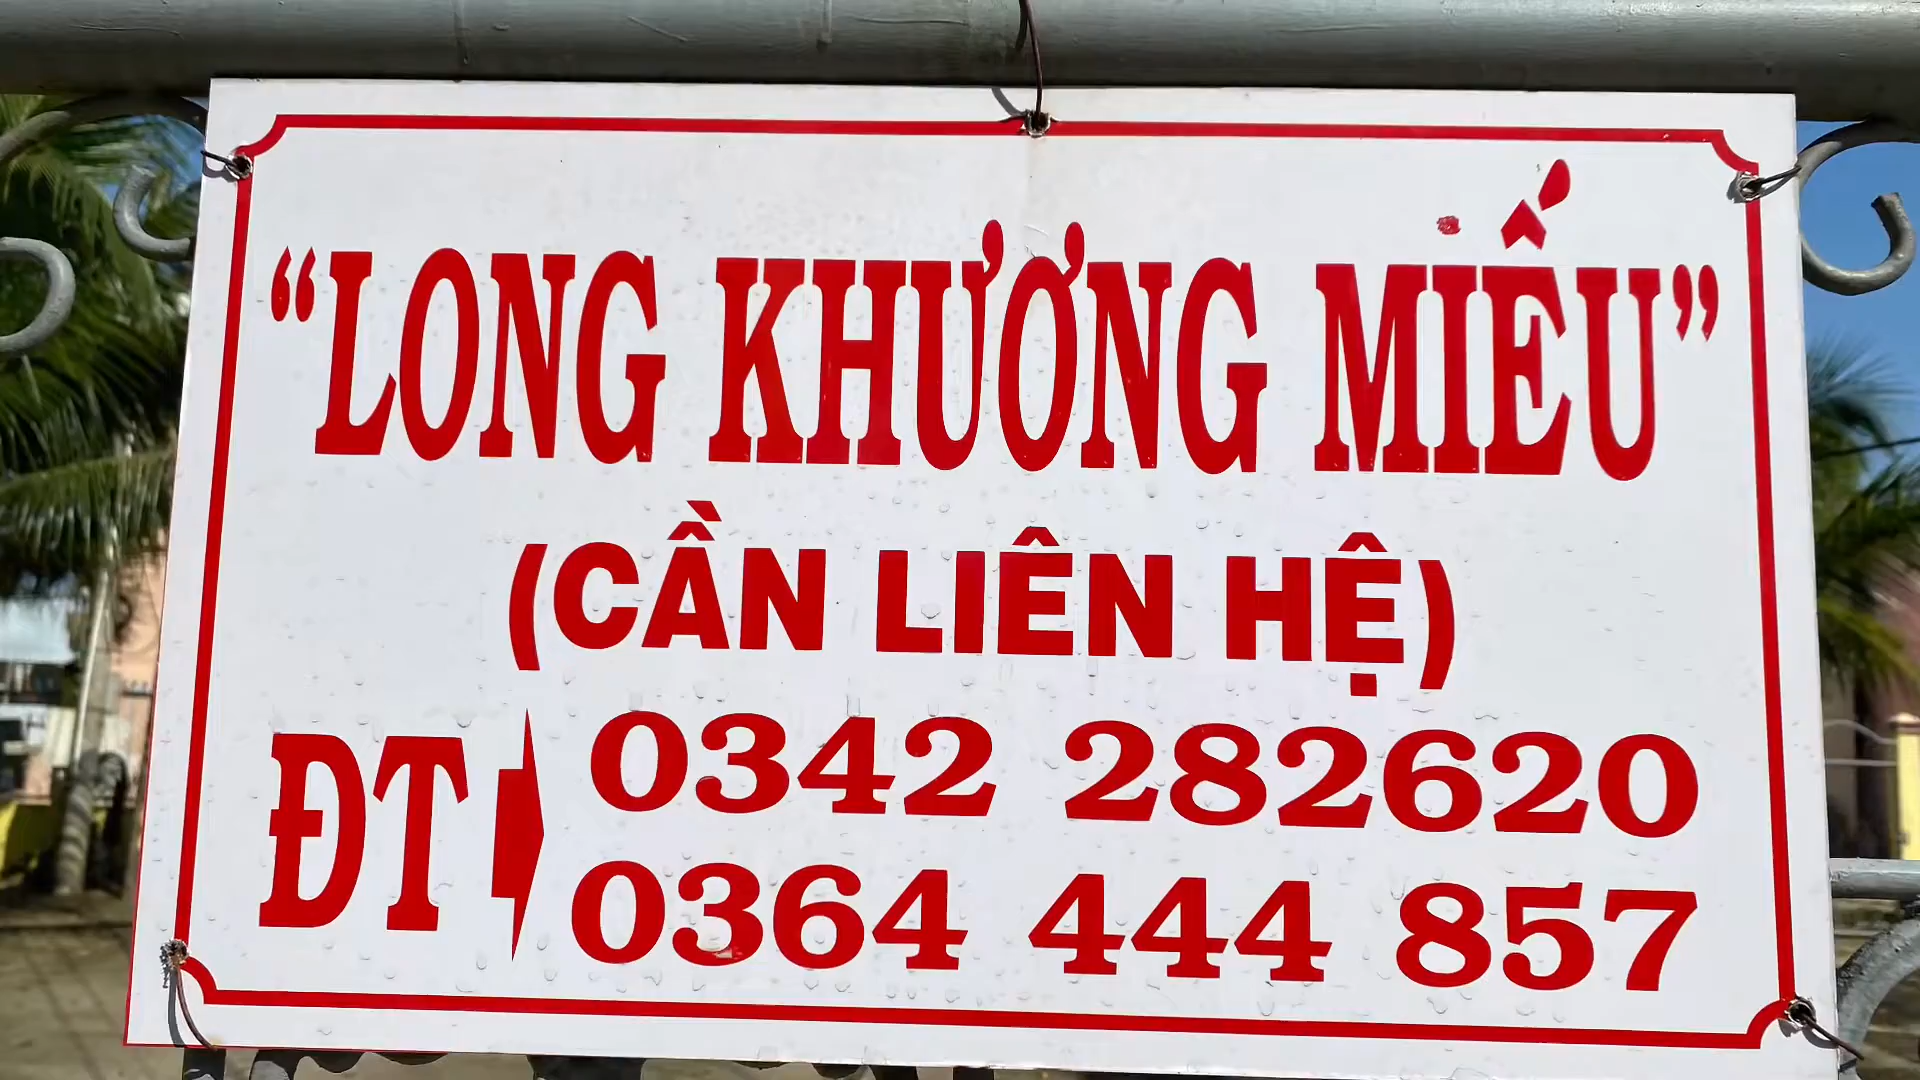 “LONG KHƯƠNG MIẾU”
(CẦN LIÊN HỆ)
ĐT 0342 282620
0364 444 857